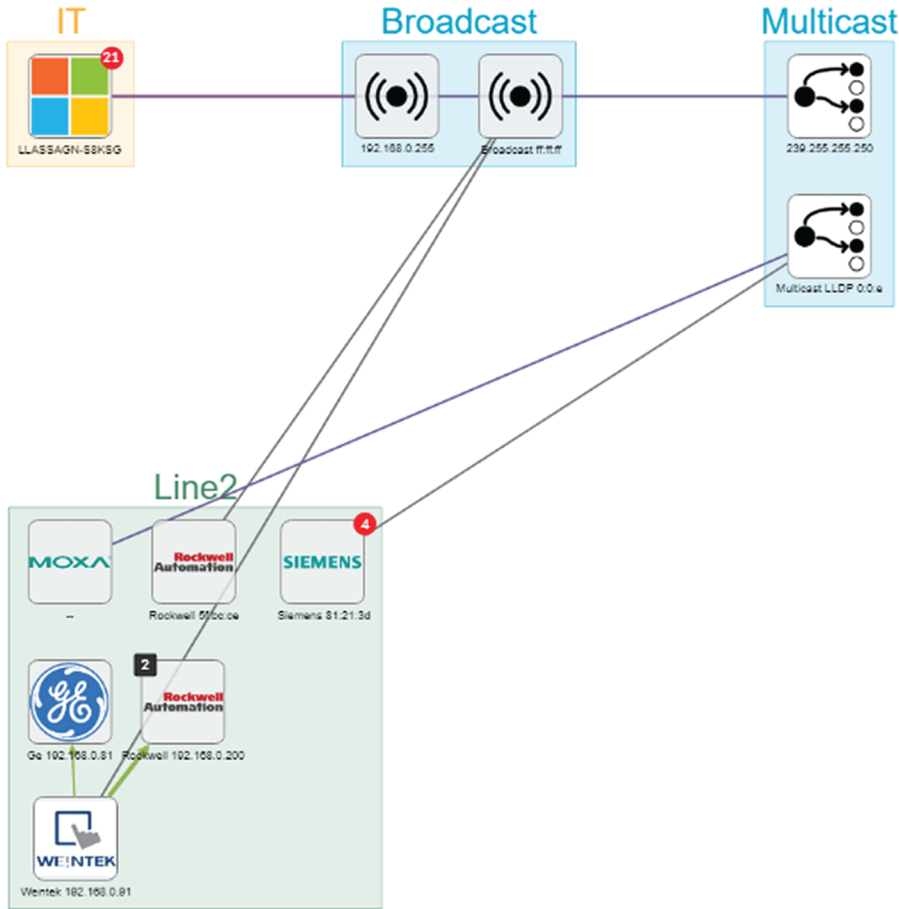 IT
Broadcast
Multicast
21
LLASSAGN-S8KSG
192.168.0.255
Broadcast ff:ff:ff
239.255.255.250
Multicast LLDP 0:0:e
Line2
MOXA
Rockwell
Automation
SIEMENS
4
--
Rockwell 5f:bc:ce
Siemens 81:21:3d
GE
2
Rockwell
Automation
Ge 192.168.0.81
Rockwell 192.168.0.200
WEINTEK
Weintek 192.168.0.91